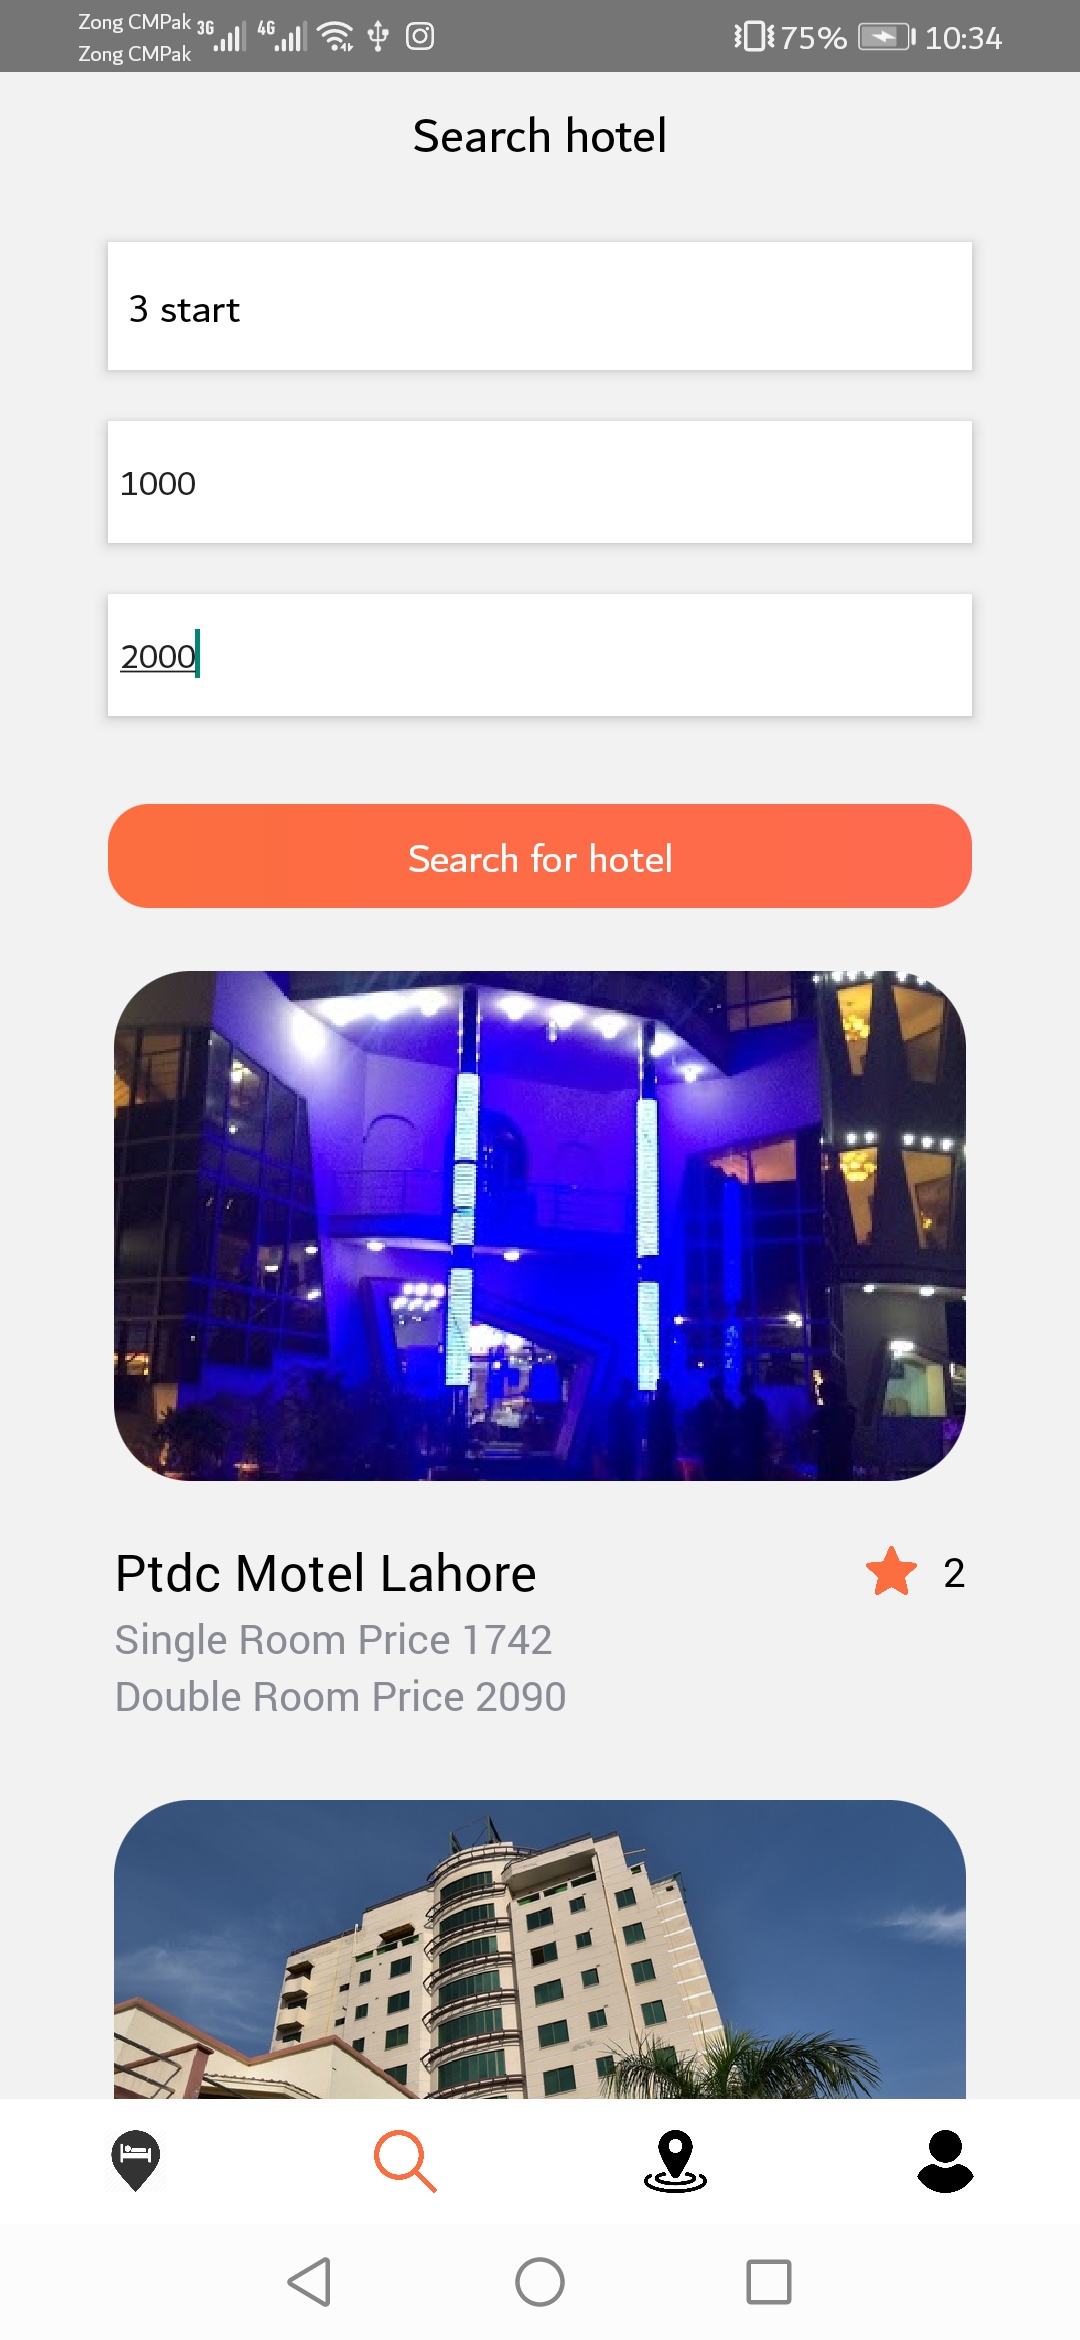 Zong CMPak 3G 4G 75% 10:34
Zong CMPak
Search hotel
3 start
1000
2000
Search for hotel
Ptdc Motel Lahore 2
Single Room Price 1742
Double Room Price 2090